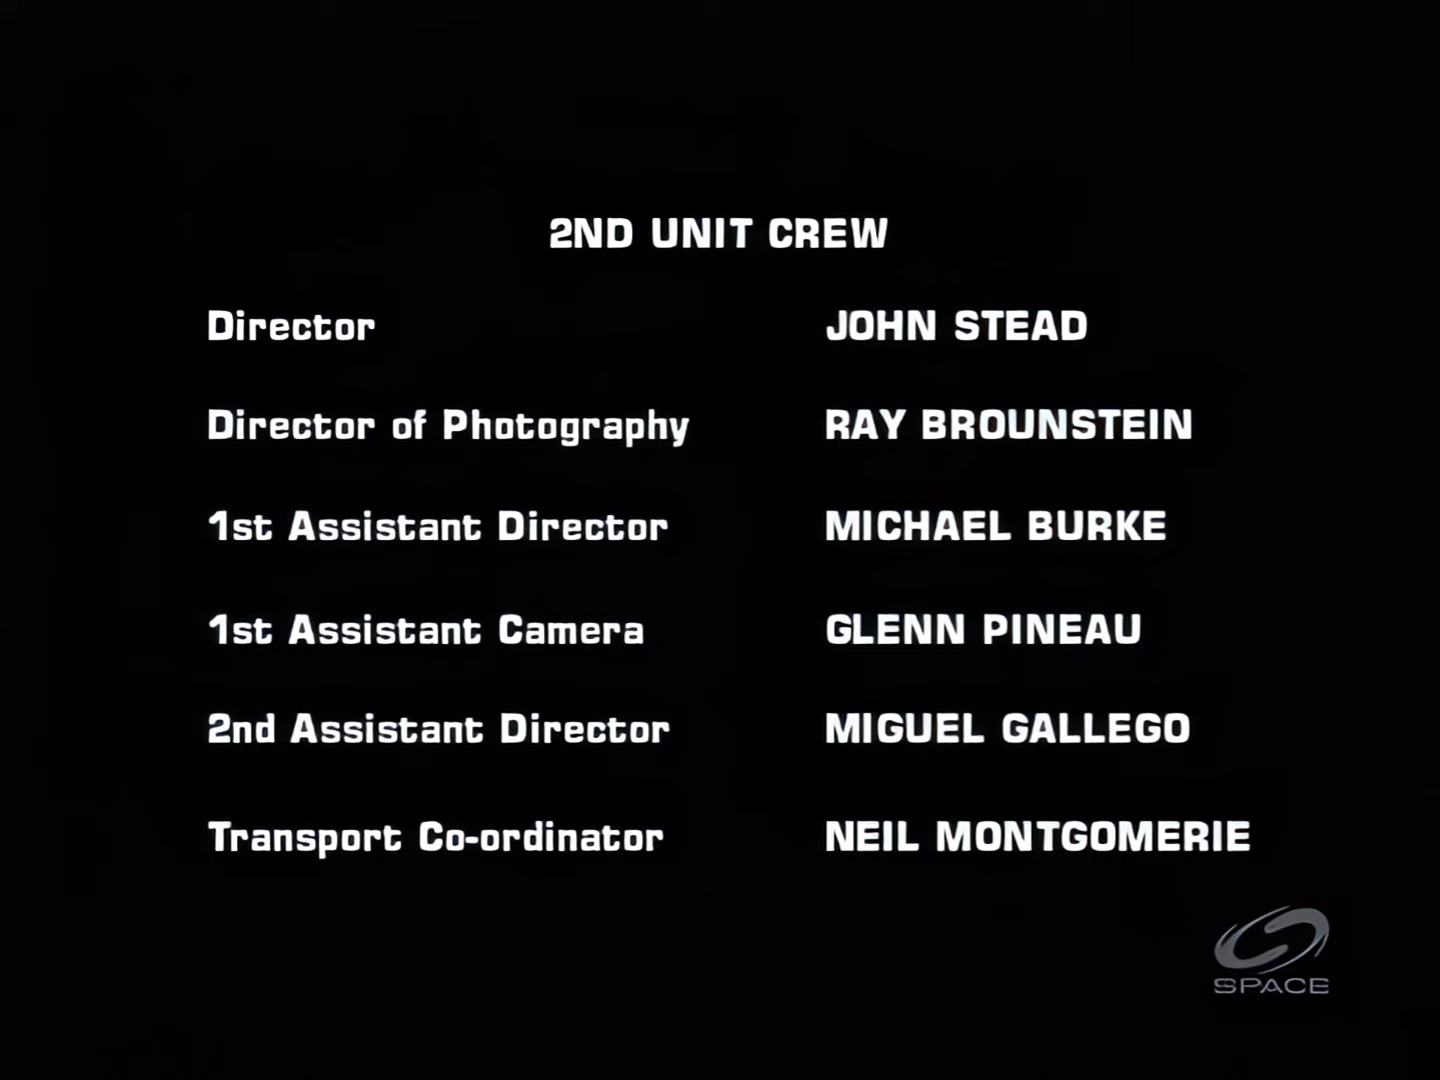 2ND UNIT CREW
Director JOHN STEAD
Director of Photography RAY BROUNSTEIN
1st Assistant Director MICHAEL BURKE
1st Assistant Camera GLENN PINEAU
2nd Assistant Director MIGUEL GALLEGO
Transport Co-ordinator NEIL MONTGOMERIE
SPACE